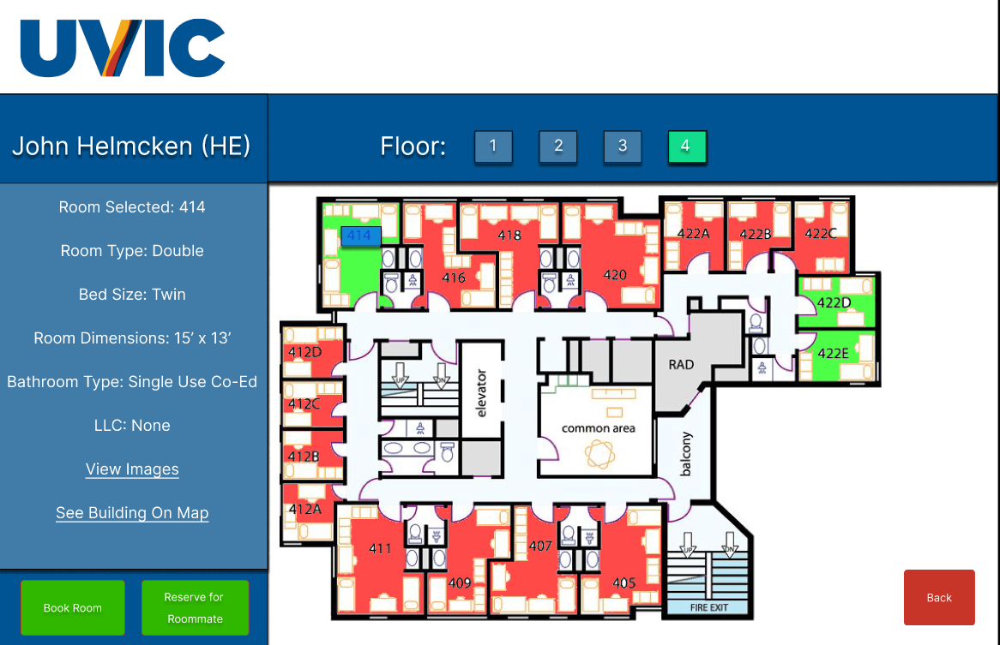 UVIC
John Helmcken (HE)
Floor:
1
2
3
4
Room Selected: 414
Room Type: Double
Bed Size: Twin
Room Dimensions: 15’ x 13’
Bathroom Type: Single Use Co-Ed
LLC: None
View Images
See Building On Map
Book Room
Reserve for
Roommate
414
416
418
420
422A
422B
422C
422D
422E
412D
412C
412B
412A
UP
DN
elevator
RAD
common area
balcony
411
409
407
405
UP
DN
FIRE EXIT
Back